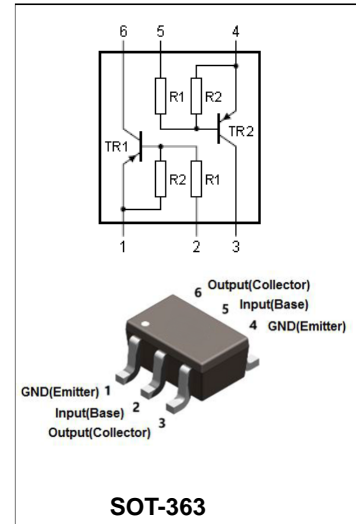 6 5 4
R1 R2
TR1 TR2
R2 R1
1 2 3
6 Output(Collector)
5 Input(Base)
4 GND(Emitter)
GND(Emitter) 1
Input(Base) 2
Output(Collector) 3
SOT-363